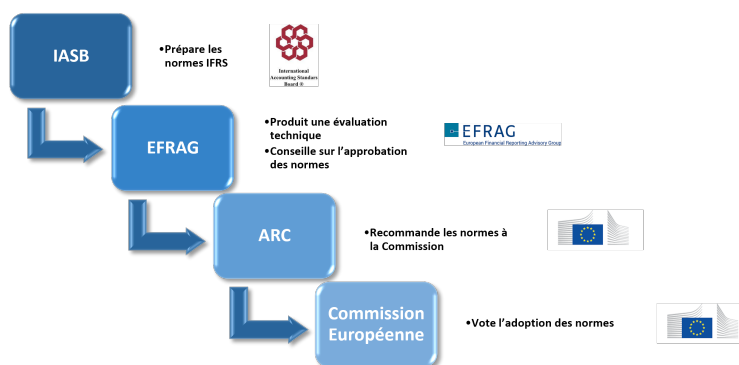 IASB
•Prépare les
normes IFRS
International
Accounting Standars
Board ®
EFRAG
•Produit une évaluation
technique
•Conseille sur l’approbation
des normes
EFRAG
European Financial Reporting Advisory Group
ARC
•Recommande les normes à
la Commission
Commission
Européenne
•Vote l’adoption des normes